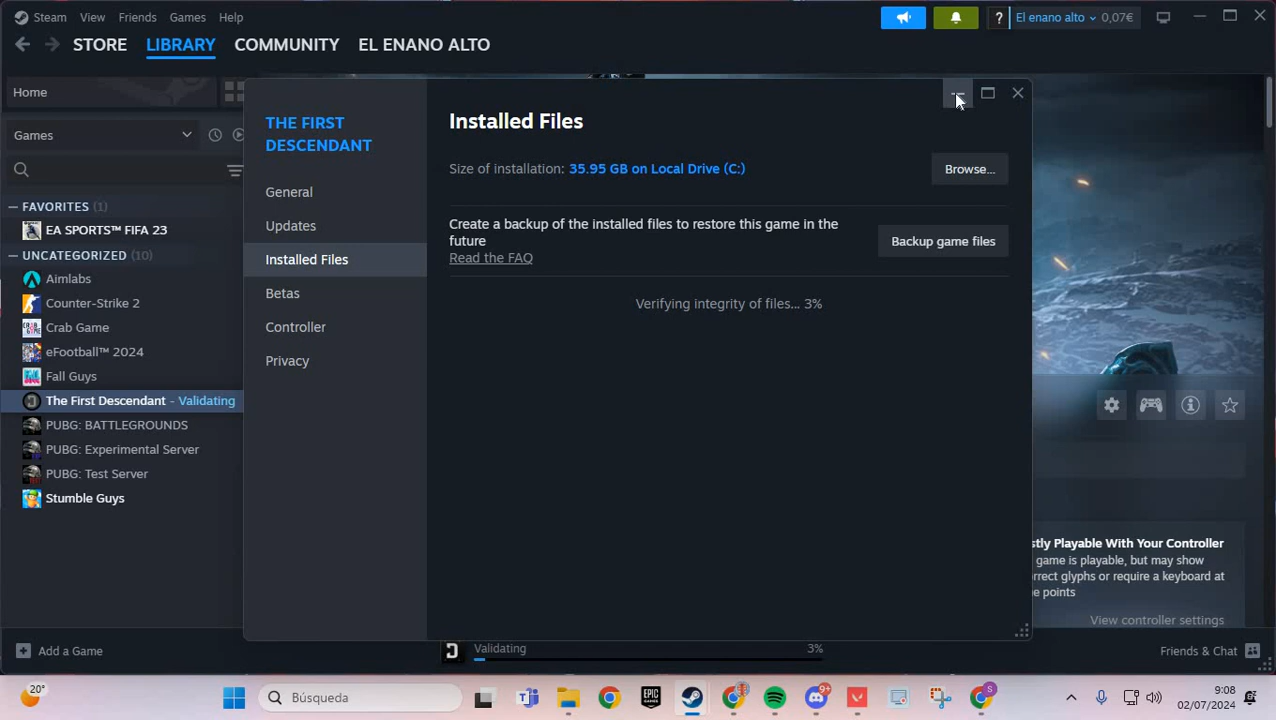 Steam View Friends Games Help
? El enano alto 0,07€
STORE LIBRARY COMMUNITY EL ENANO ALTO
Home
Games
THE FIRST
DESCENDANT
General
Updates
Installed Files
Betas
Controller
Privacy
Installed Files
Size of installation: 35.95 GB on Local Drive (C:)
Browse...
Create a backup of the installed files to restore this game in the
future
Read the FAQ
Backup game files
Verifying integrity of files... 3%
FAVORITES (1)
EA SPORTS™ FIFA 23
UNCATEGORIZED (10)
Aimlabs
Counter-Strike 2
Crab Game
eFootball™ 2024
Fall Guys
The First Descendant - Validating
PUBG: BATTLEGROUNDS
PUBG: Experimental Server
PUBG: Test Server
Stumble Guys
stly Playable With Your Controller
game is playable, but may show
rrect glyphs or require a keyboard at
e points
View controller settings
Add a Game
Validating 3%
Friends & Chat
20°
Búsqueda
EPIC
GAMES
9+
S
9:08
02/07/2024